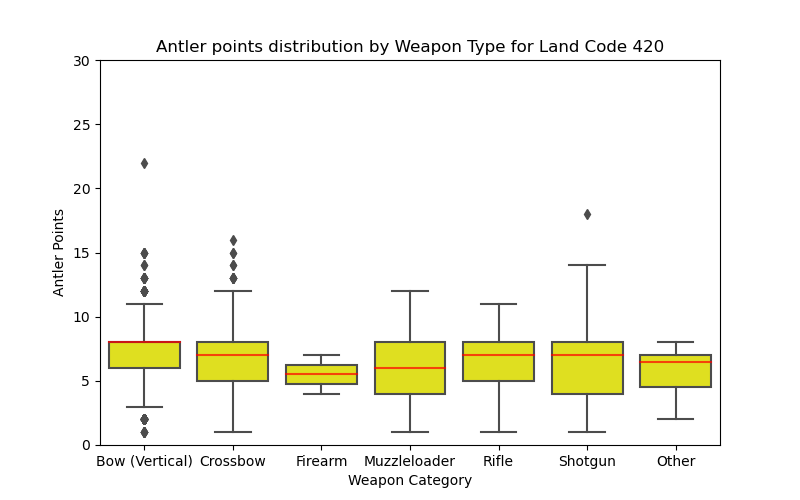 Antler points distribution by Weapon Type for Land Code 420
Antler Points
30
25
20
15
10
5
0
Bow (Vertical) Crossbow Firearm Muzzleloader Rifle Shotgun Other
Weapon Category